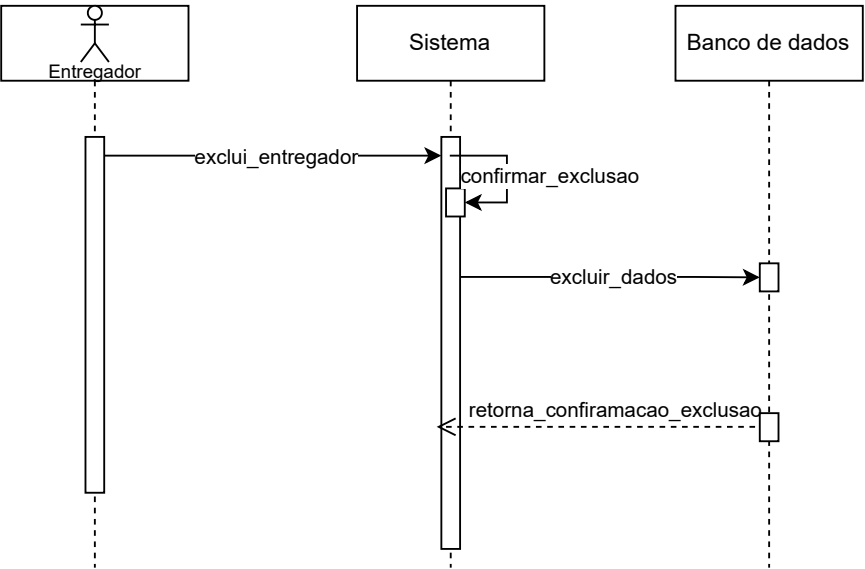 Entregador
Sistema
Banco de dados
exclui_entregador
confirmar_exclusao
excluir_dados
retorna_confiramacao_exclusao